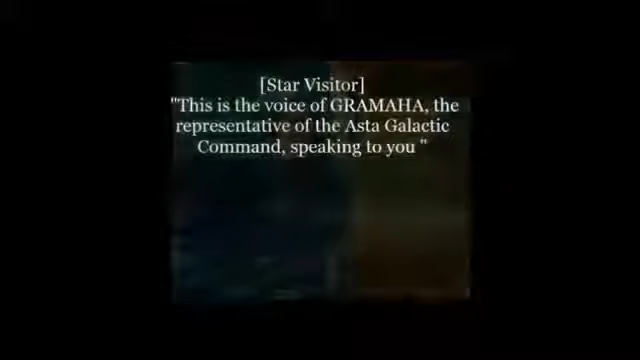 [Star Visitor]
"This is the voice of GRAMAHA, the
representative of the Asta Galactic
Command, speaking to you "